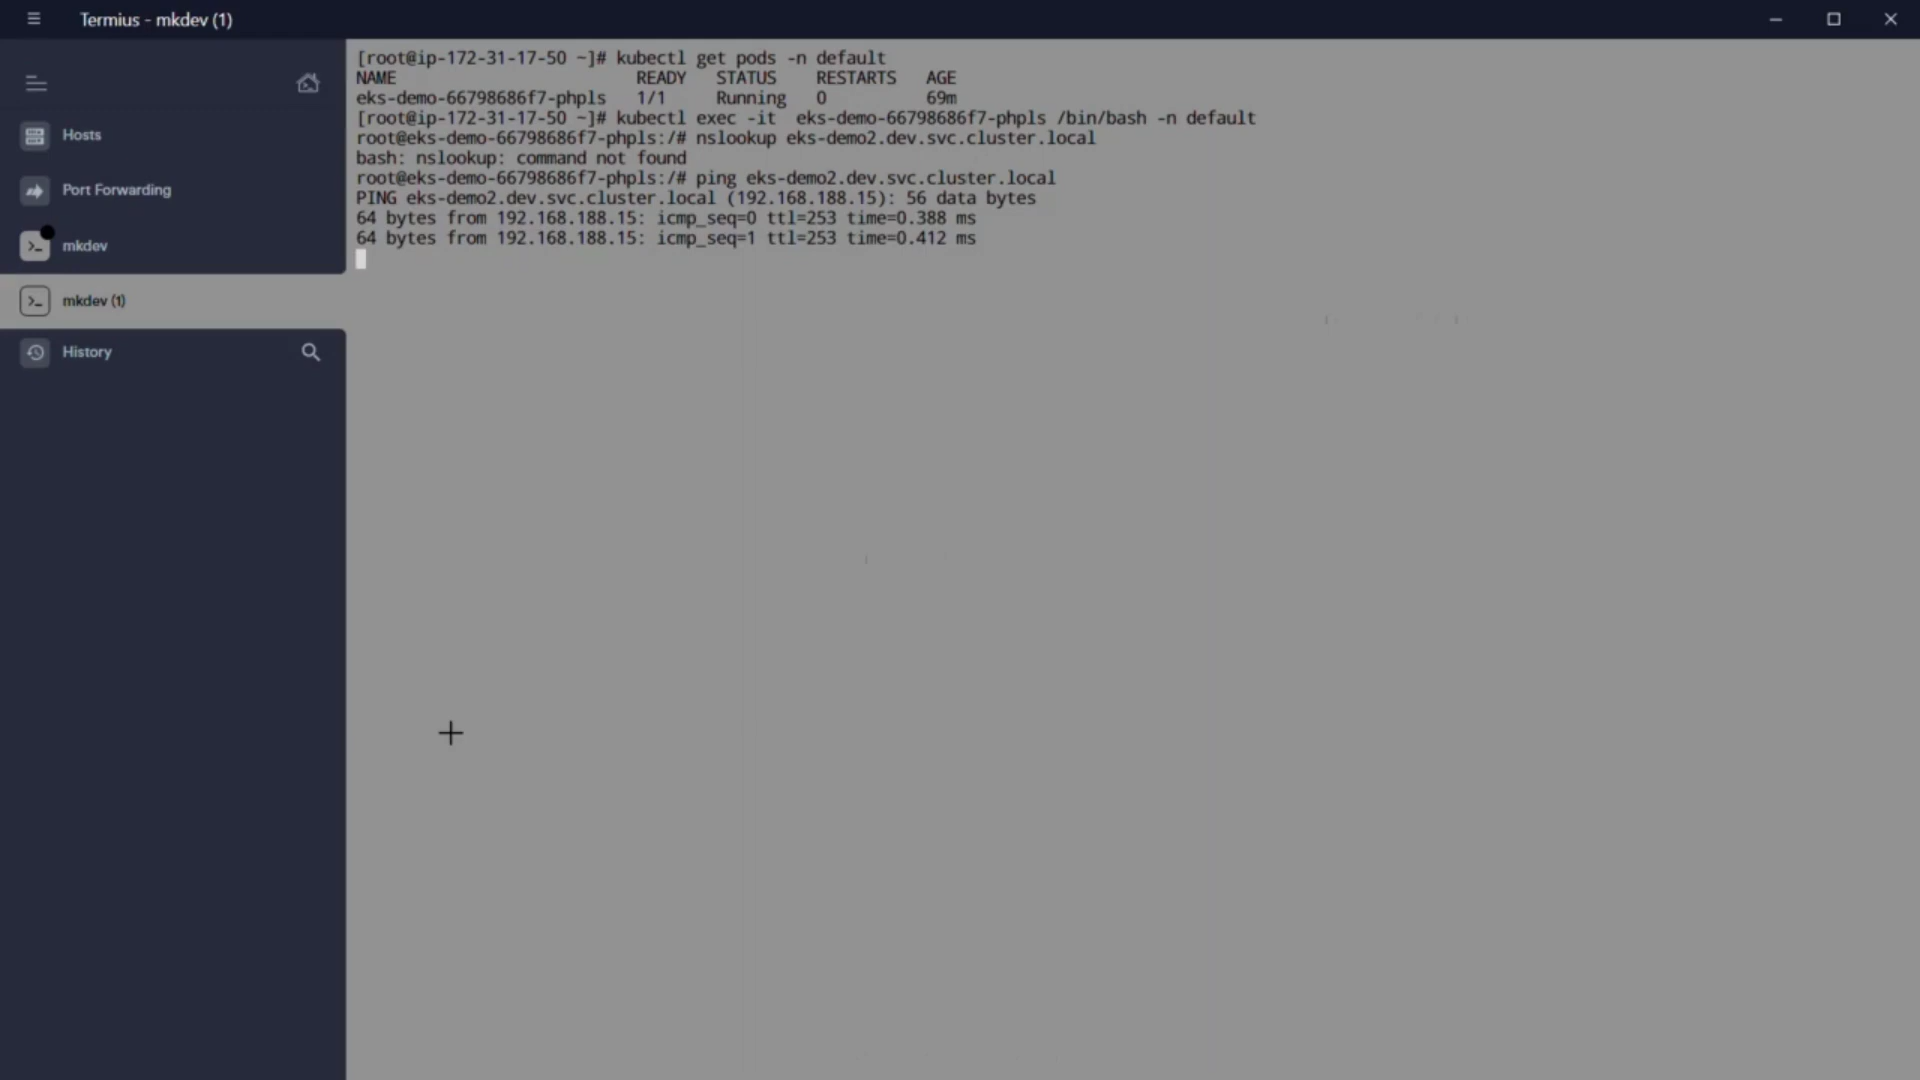 Termius - mkdev (1)
Hosts
Port Forwarding
mkdev
mkdev (1)
History
[root@ip-172-31-17-50 ~]# kubectl get pods -n default
NAME READY STATUS RESTARTS AGE
eks-demo-66798686f7-phpls 1/1 Running 0 69m
[root@ip-172-31-17-50 ~]# kubectl exec -it  eks-demo-66798686f7-phpls /bin/bash -n default
root@eks-demo-66798686f7-phpls:/# nslookup eks-demo2.dev.svc.cluster.local
bash: nslookup: command not found
root@eks-demo-66798686f7-phpls:/# ping eks-demo2.dev.svc.cluster.local
PING eks-demo2.dev.svc.cluster.local (192.168.188.15): 56 data bytes
64 bytes from 192.168.188.15: icmp_seq=0 ttl=253 time=0.388 ms
64 bytes from 192.168.188.15: icmp_seq=1 ttl=253 time=0.412 ms